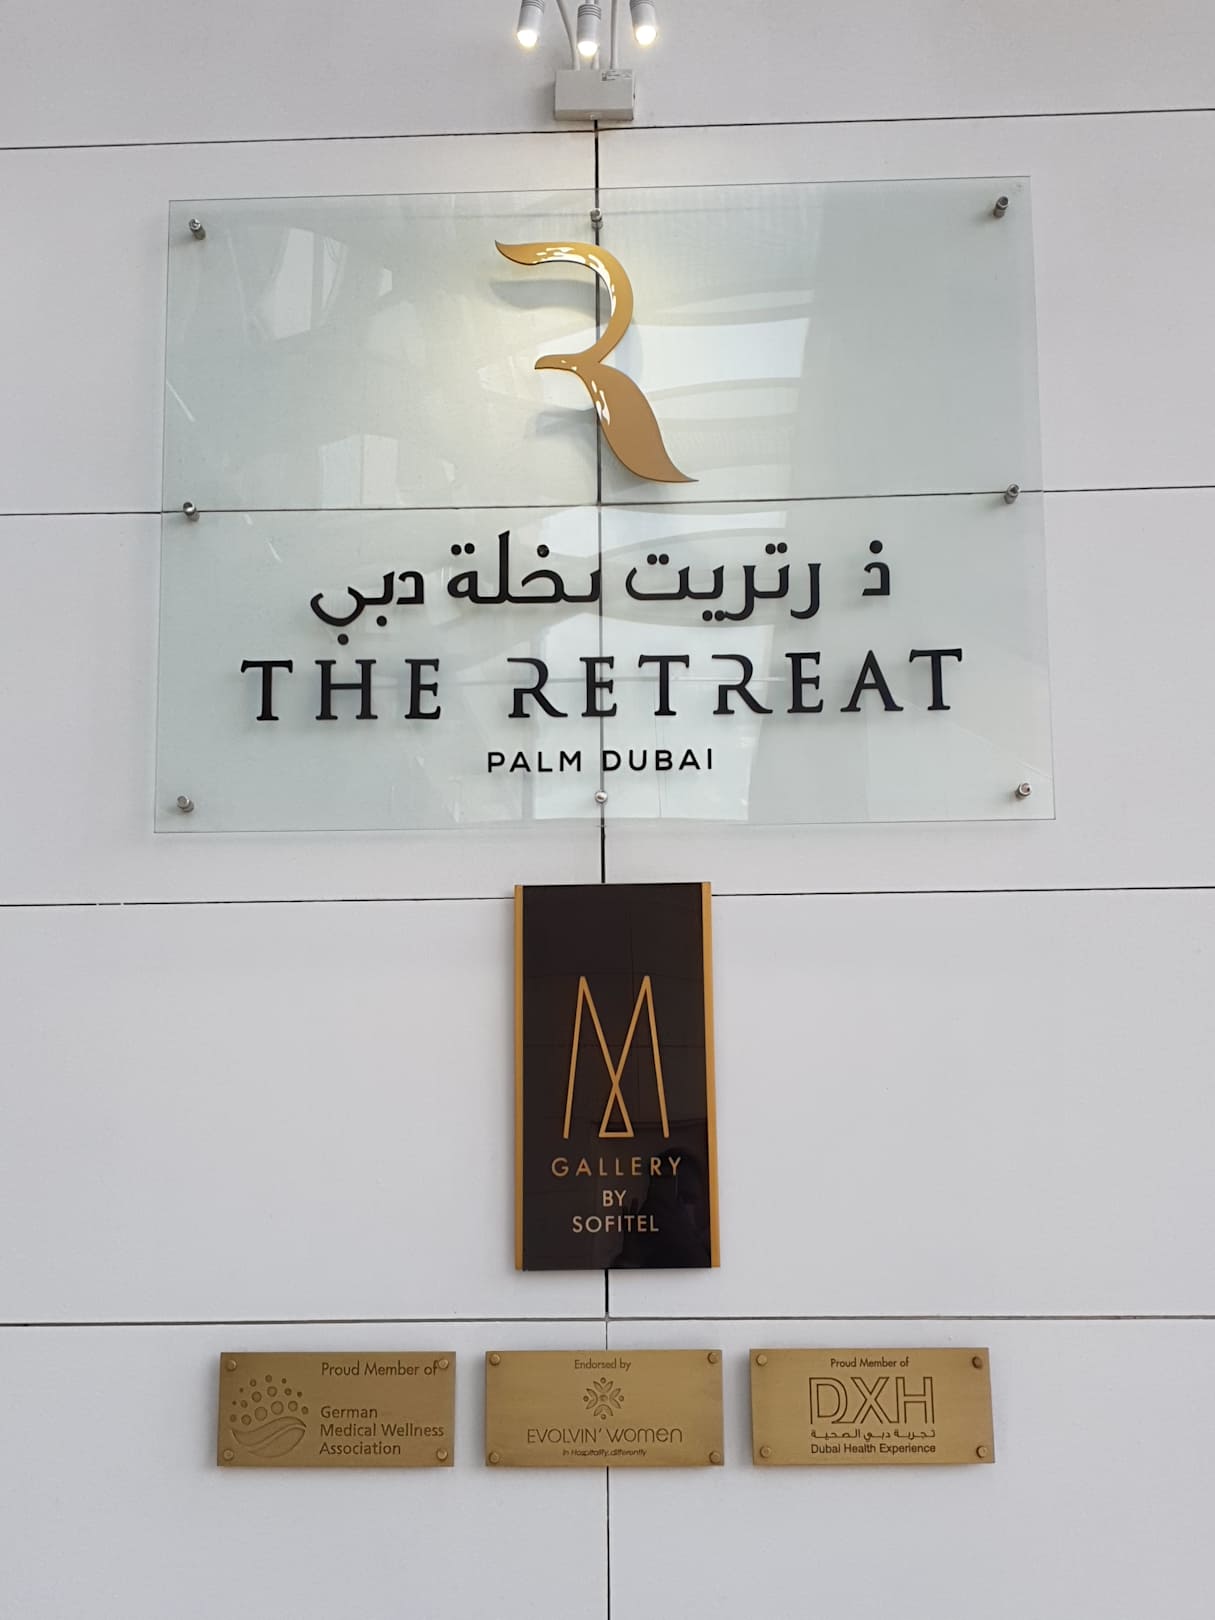 ذ رتريت نخلة دبي
THE RETREAT
PALM DUBAI
M
GALLERY
BY
SOFITEL
Proud Member of
German
Medical Wellness
Association
Endorsed by
EVOLVIN' WOMEN
In Hospitality, differently
Proud Member of
DXH
تجربة دبي الصحية
Dubai Health Experience